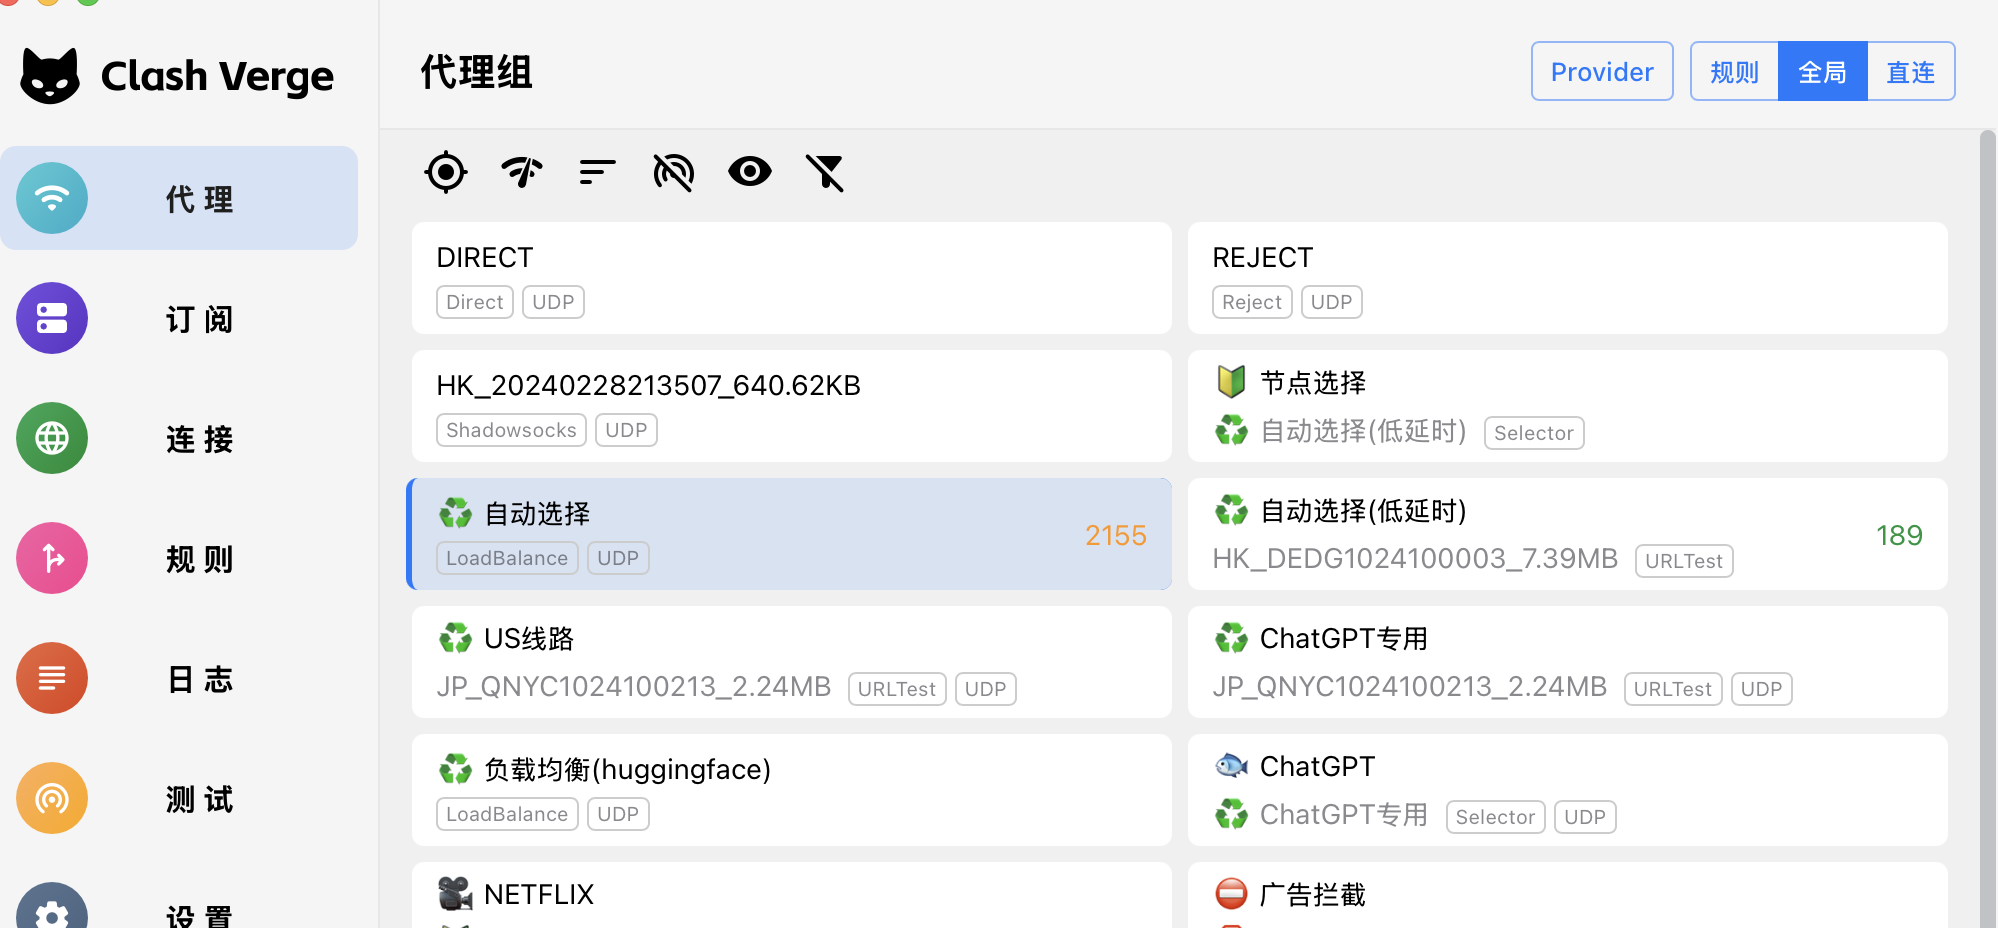 Clash Verge
代理
订阅
连接
规则
日志
测试
设置
代理组
Provider
规则
全局
直连
DIRECT
Direct UDP
REJECT
Reject UDP
HK_20240228213507_640.62KB
Shadowsocks UDP
节点选择
自动选择(低延时) Selector
自动选择
LoadBalance UDP
2155
自动选择(低延时)
HK_DEDG1024100003_7.39MB URLTest
189
US线路
JP_QNYC1024100213_2.24MB URLTest UDP
ChatGPT专用
JP_QNYC1024100213_2.24MB URLTest UDP
负载均衡(huggingface)
LoadBalance UDP
ChatGPT
ChatGPT专用 Selector UDP
NETFLIX
广告拦截